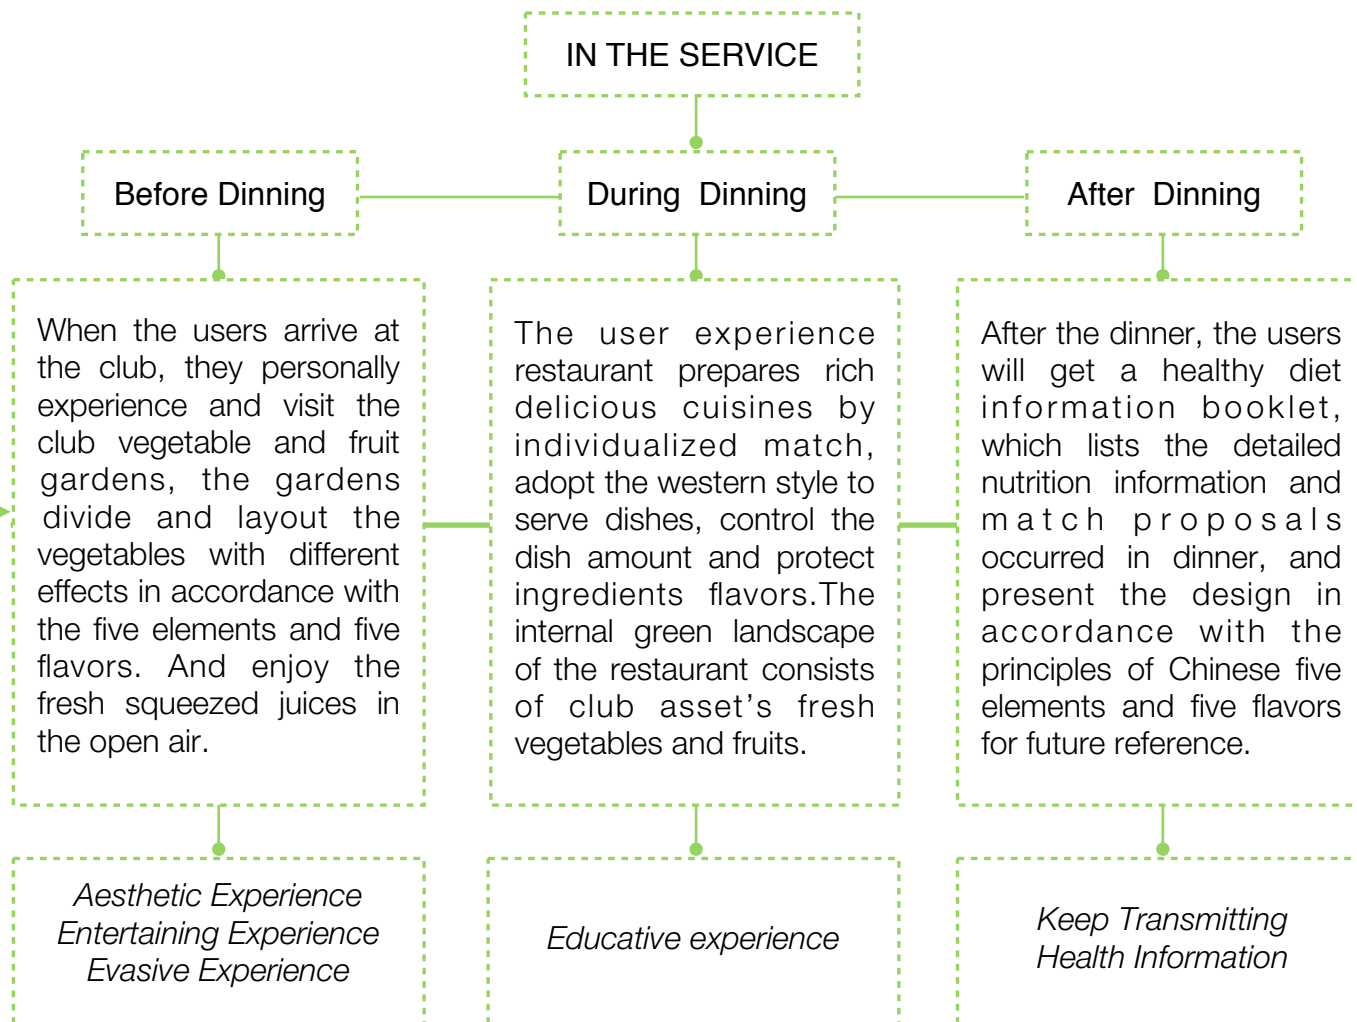 IN THE SERVICE
Before Dinning
During Dinning
After Dinning
When the users arrive at
the club, they personally
experience and visit the
club vegetable and fruit
gardens, the gardens
divide and layout the
vegetables with different
effects in accordance with
the five elements and five
flavors. And enjoy the
fresh squeezed juices in
the open air.
The user experience
restaurant prepares rich
delicious cuisines by
individualized match,
adopt the western style to
serve dishes, control the
dish amount and protect
ingredients flavors.The
internal green landscape
of the restaurant consists
of club asset's fresh
vegetables and fruits.
After the dinner, the users
will get a healthy diet
information booklet,
which lists the detailed
nutrition information and
match proposals
occurred in dinner, and
present the design in
accordance with the
principles of Chinese five
elements and five flavors
for future reference.
Aesthetic Experience
Entertaining Experience
Evasive Experience
Educative experience
Keep Transmitting
Health Information